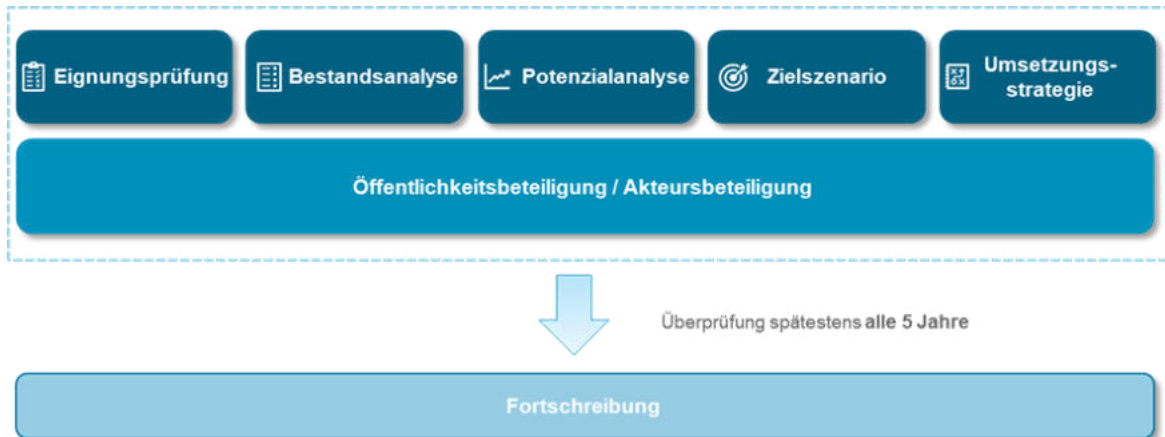 Eignungsprüfung
Bestandsanalyse
Potenzialanalyse
Zielszenario
Umsetzungs-
strategie
Öffentlichkeitsbeteiligung / Akteursbeteiligung
Überprüfung spätestens alle 5 Jahre
Fortschreibung